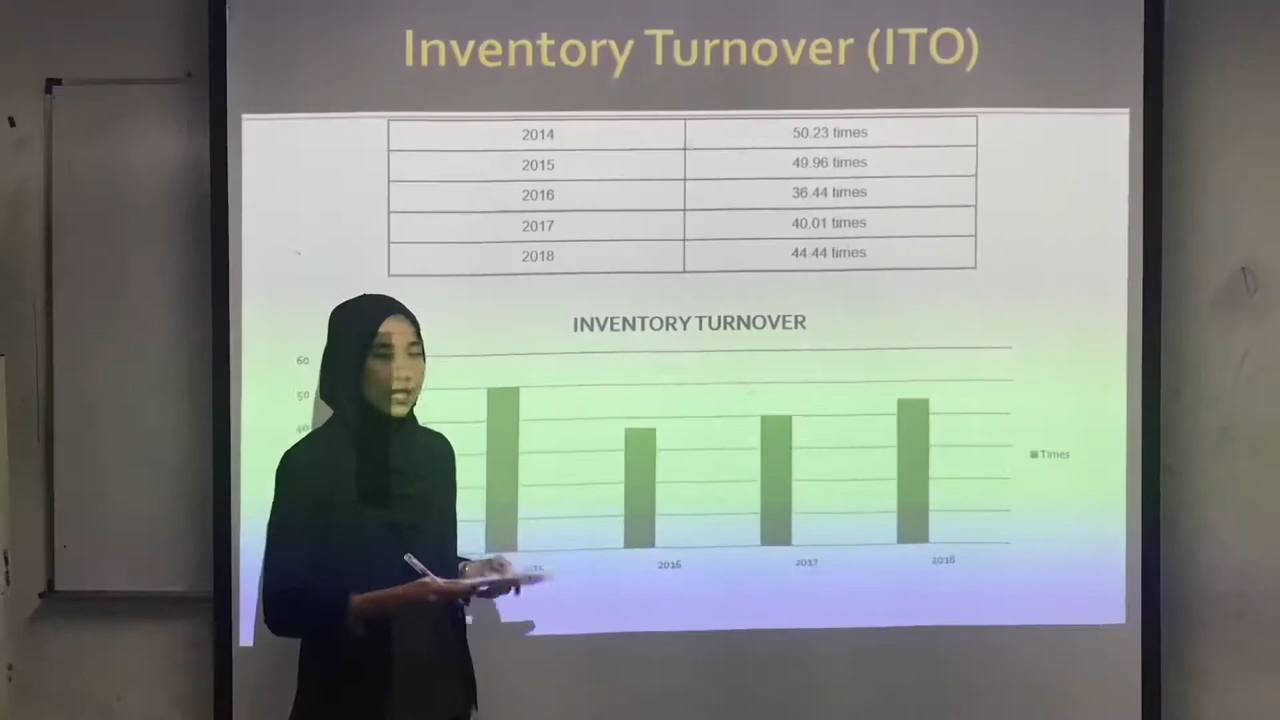 Inventory Turnover (ITO)
2014 50.23 times
2015 49.96 times
2016 36.44 times
2017 40.01 times
2018 44.44 times
INVENTORY TURNOVER
60
50
40
Times
2016 2017 2018